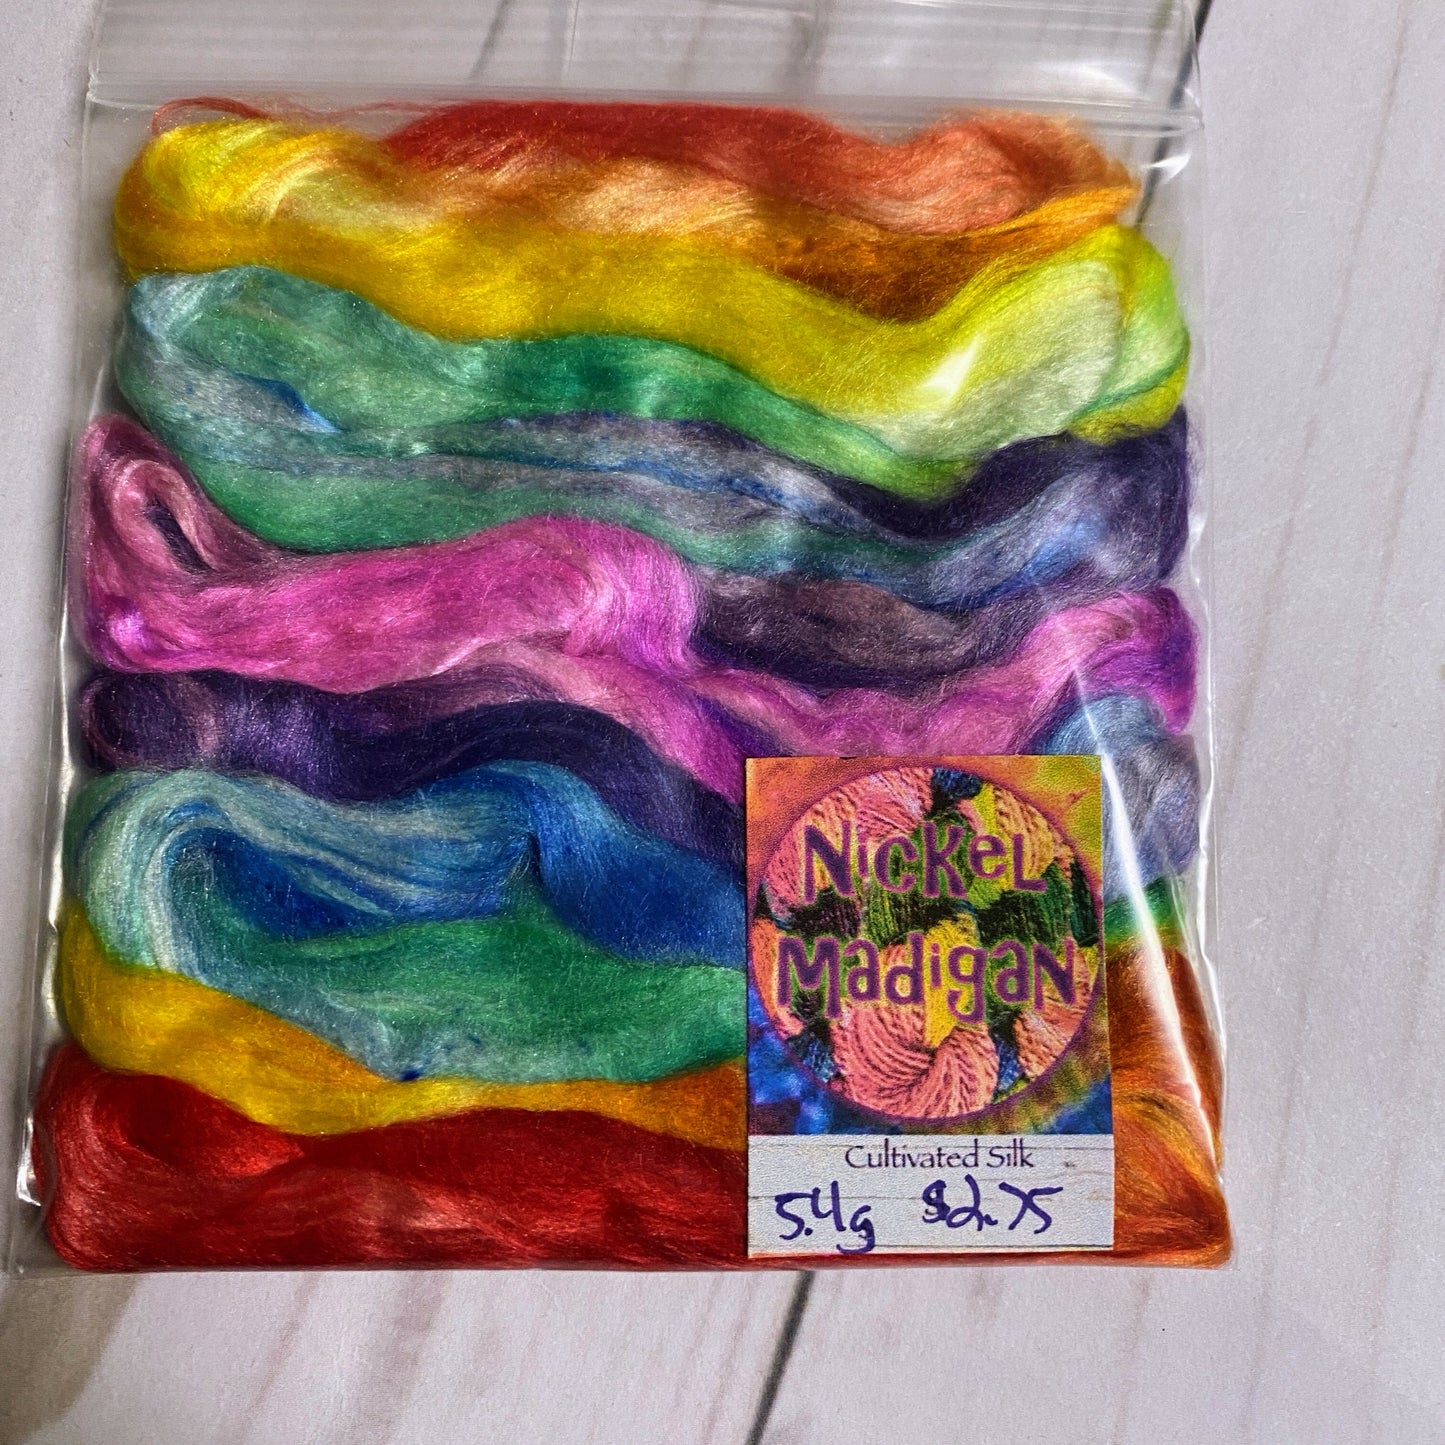 Nickel
Madigan
Cultivated Silk
5.4g $2.75